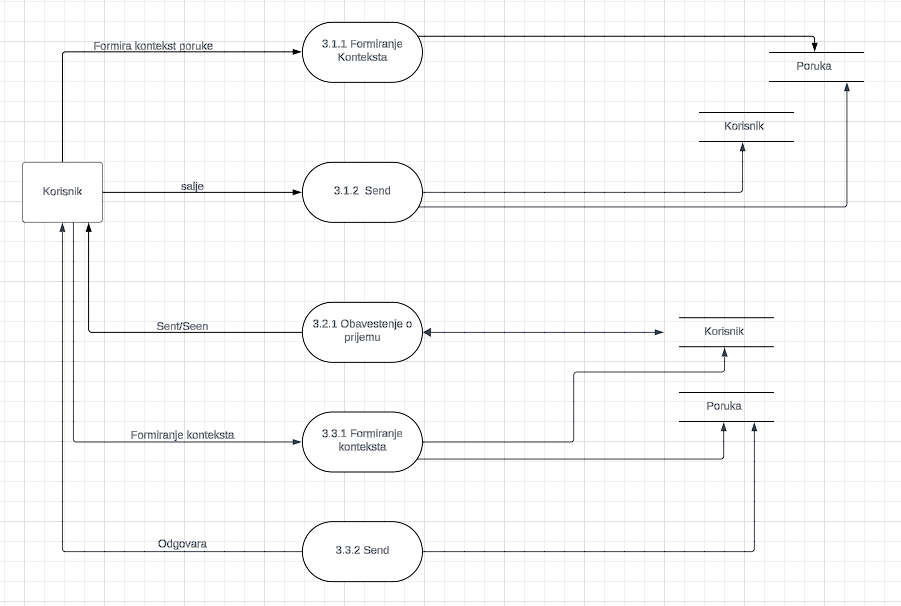 Formira kontekst poruke
3.1.1 Formiranje
Konteksta
Poruka
Korisnik
Korisnik
salje
3.1.2 Send
Sent/Seen
3.2.1 Obavestenje o
prijemu
Korisnik
Poruka
Formiranje konteksta
3.3.1 Formiranje
konteksta
Odgovara
3.3.2 Send